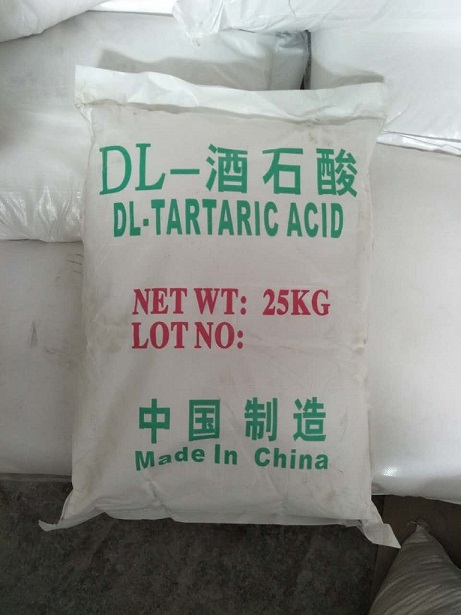 DL-酒石酸
DL-TARTARIC ACID
NET WT: 25KG
LOT NO:
中国制造
Made In China